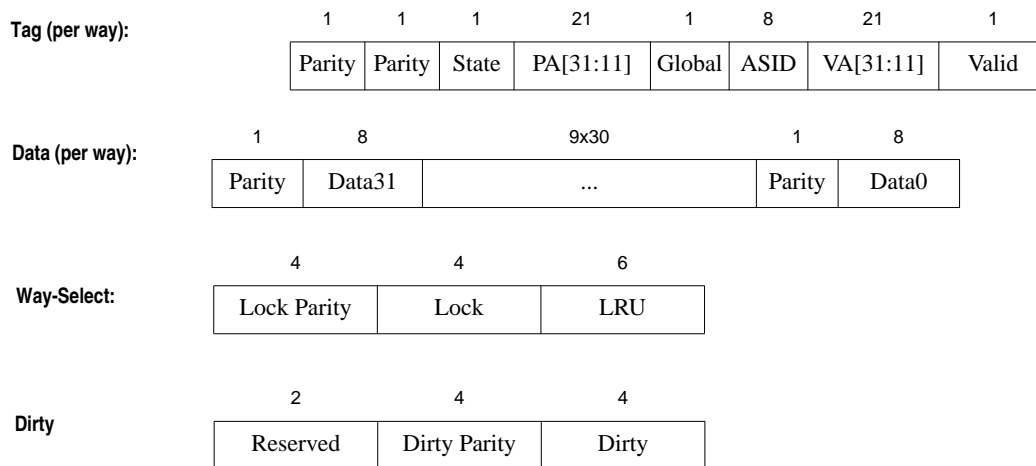 1 1 1 21 1 8 21 1
Tag (per way):
Parity Parity State PA[31:11] Global ASID VA[31:11] Valid
1 8 9x30 1 8
Data (per way):
Parity Data31 ... Parity Data0
4 4 6
Way-Select:
Lock Parity Lock LRU
2 4 4
Dirty
Reserved Dirty Parity Dirty